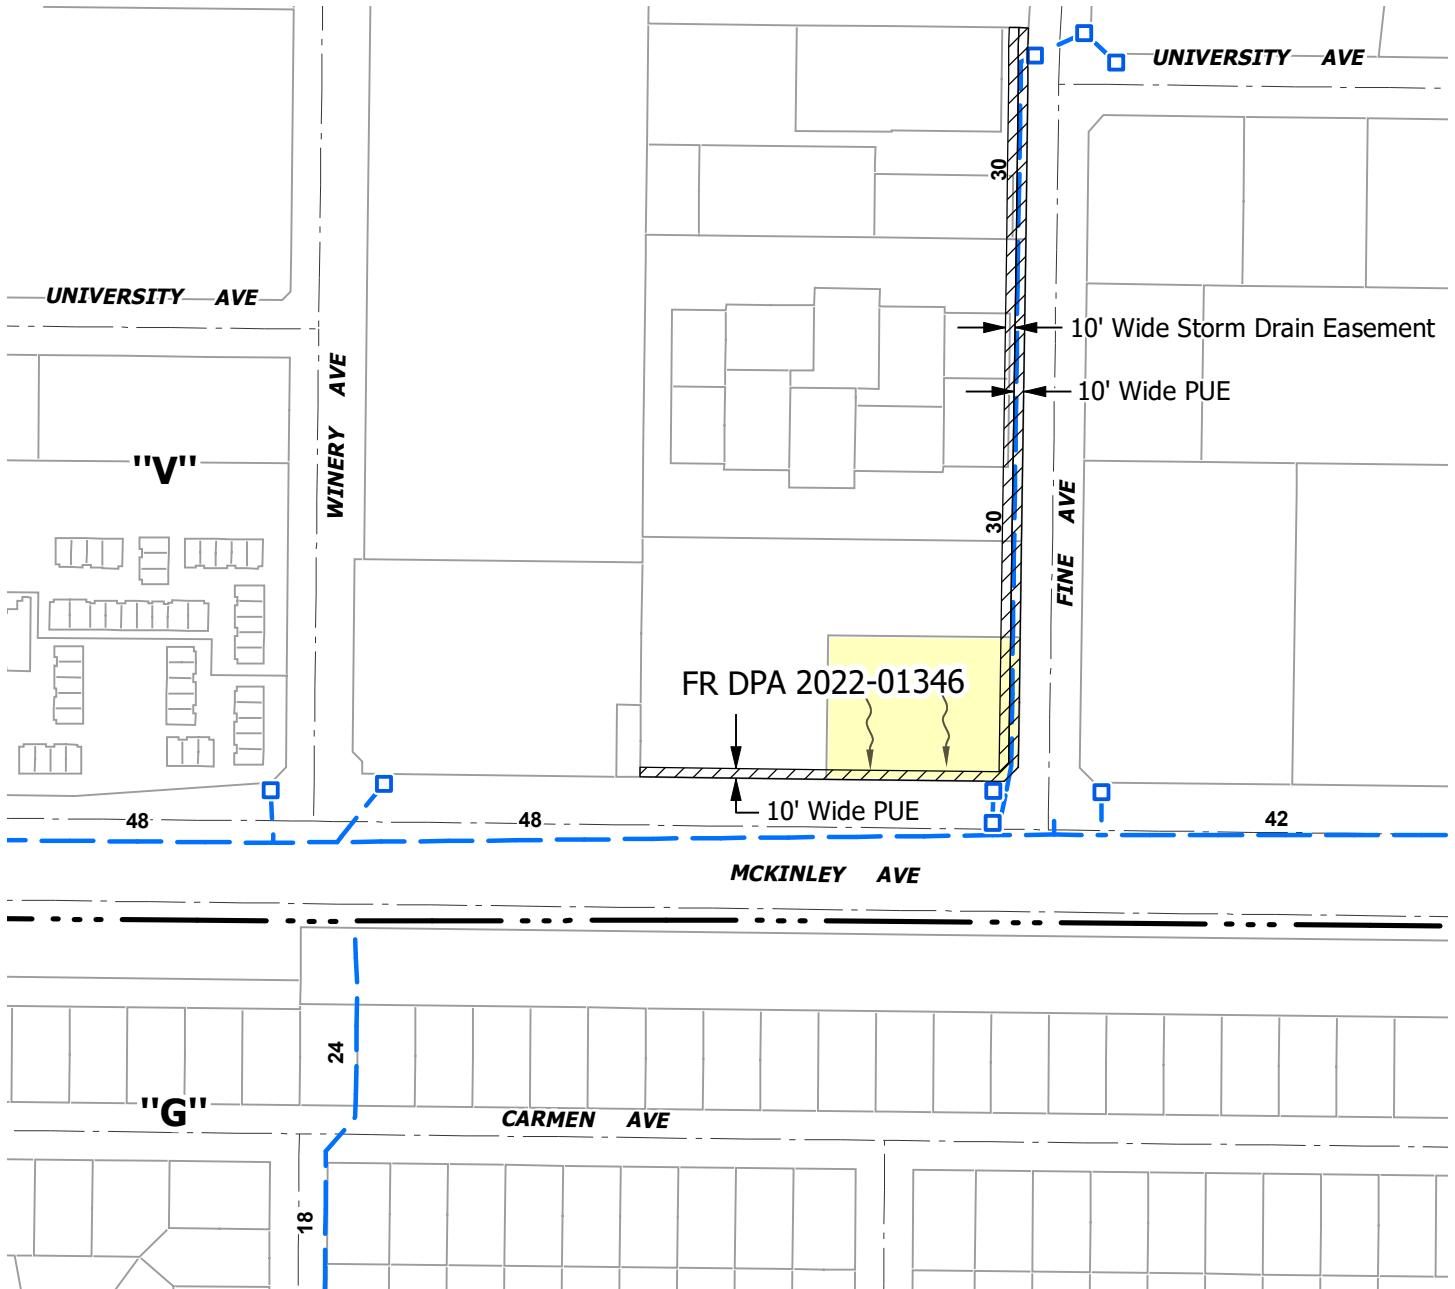 UNIVERSITY AVE
30
UNIVERSITY AVE
10' Wide Storm Drain Easement
WINERY AVE
10' Wide PUE
"V"
30
FINE AVE
FR DPA 2022-01346
10' Wide PUE
48
48
42
MCKINLEY AVE
24
"G"
CARMEN AVE
18